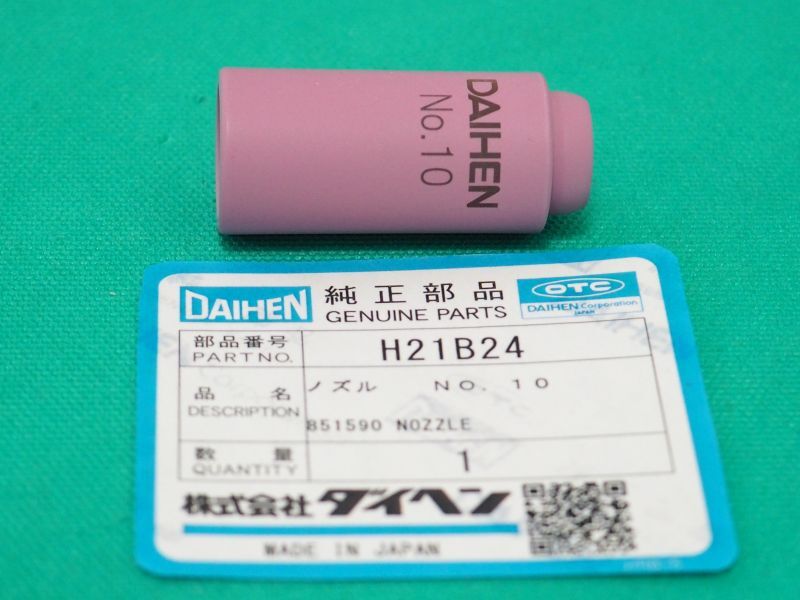 DAIHEN
No.10
DAIHEN 純正部品 OTC
GENUINE PARTS DAIHEN Corporation
JAPAN
部品番号 H21B24
PARTNO.
品名 ノズル NO.10
DESCRIPTION 851590 NOZZLE
数量 1
QUANTITY
株式会社ダイヘン
MADE IN JAPAN